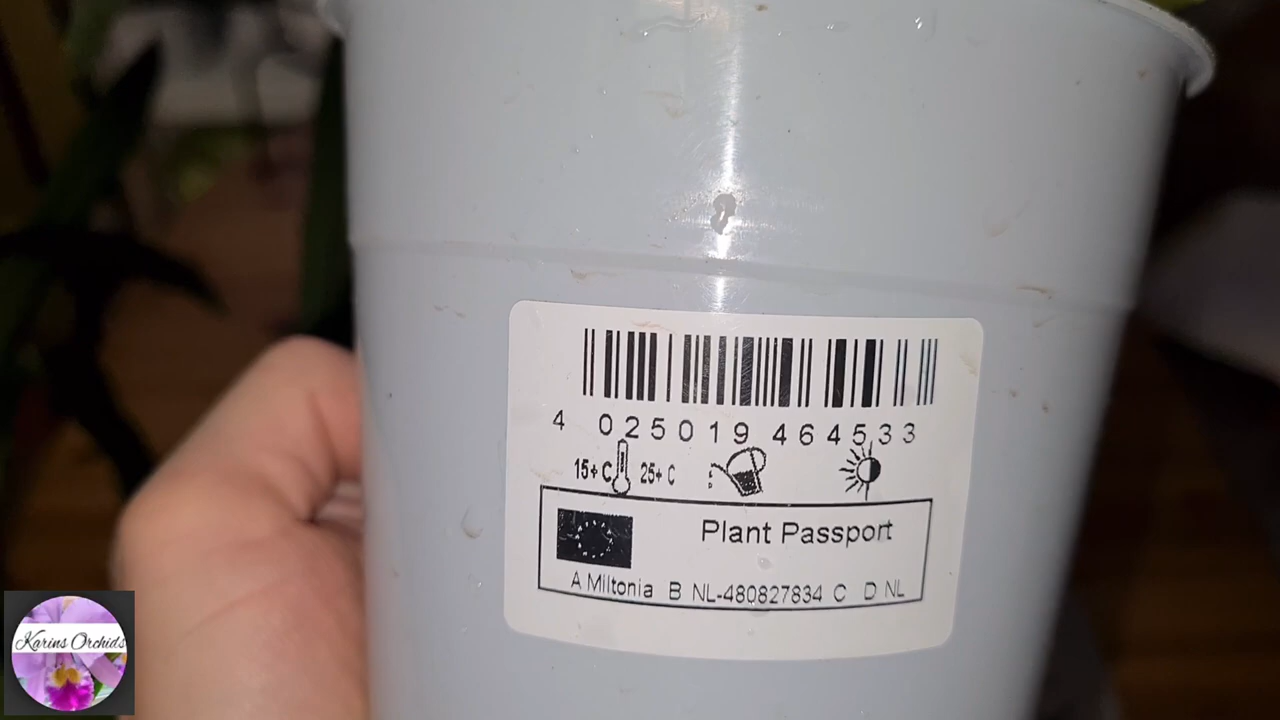 4 025019 464533
15+ C 25+ C
Plant Passport
A Miltonia B NL-480827834 C D NL
Karins Orchids